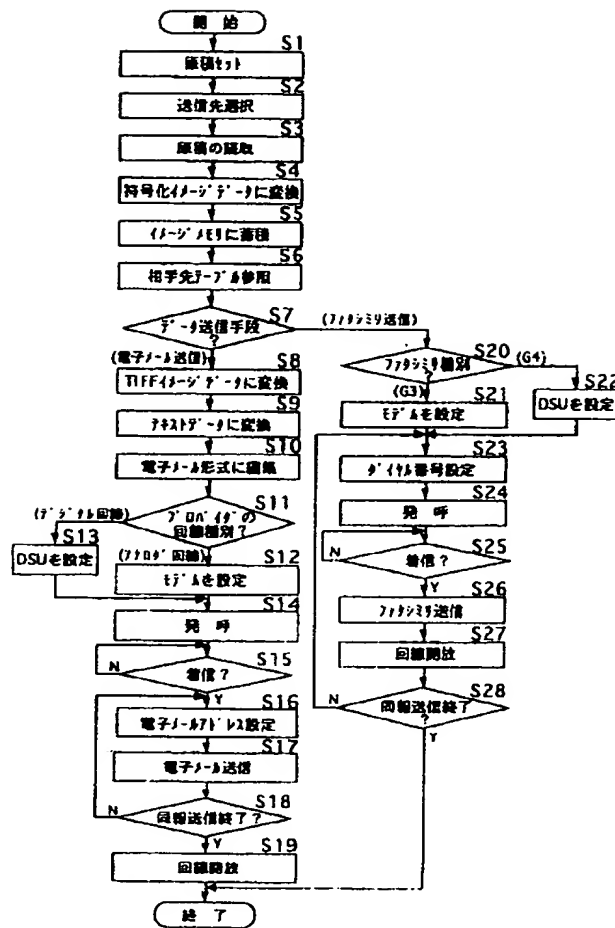 開 始
S1
原稿セット
S2
送信先選択
S3
原稿の読取
S4
符号化イメージデータに変換
S5
イメージメモリに蓄積
S6
相手先テーブル参照
S7
データ送信手段
?
(電子メール送信)
(ファクシミリ送信)
S8
TIFFイメージデータに変換
S9
テキストデータに変換
S10
電子メール形式に編集
S11
プロバイダの
回線種別?
(デジタル回線)
S13
DSUを設定
(アナログ回線)
S12
モデムを設定
S14
発 呼
S15
着信?
N
Y
S16
電子メールアドレス設定
S17
電子メール送信
S18
同報送信終了?
N
Y
S19
回線開放
終 了
S20
ファクシミリ種別
?
(G4)
(G3)
S22
DSUを設定
S21
モデムを設定
S23
ダイヤル番号設定
S24
発 呼
S25
着信?
N
Y
S26
ファクシミリ送信
S27
回線開放
S28
同報送信終了
?
N
Y